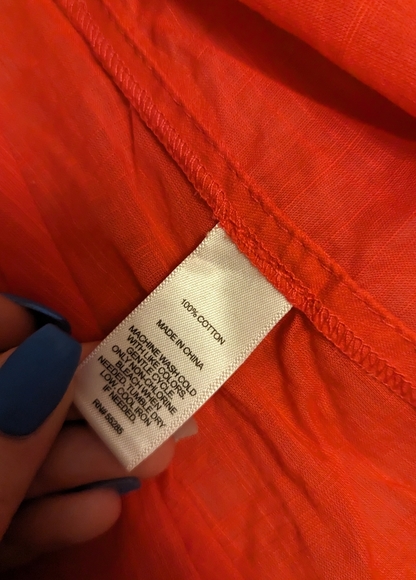 100% COTTON
MADE IN CHINA
MACHINE WASH COLD
WITH LIKE COLORS,
GENTLE CYCLE.
ONLY NON-CHLORINE
BLEACH WHEN
NEEDED. TUMBLE DRY
LOW. COOL IRON
IF NEEDED.
RN# 55285